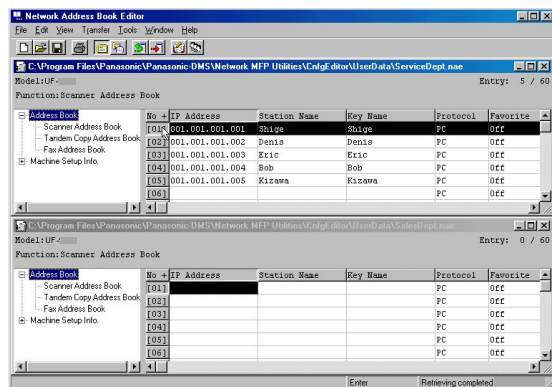 Network Address Book Editor
File Edit View Transfer Tools Window Help
C:\Program Files\Panasonic\Panasonic-DMS\Network MFP Utilities\CnfgEditor\UserData\ServiceDept.nae
Model:UF- Entry: 5 / 60
Function:Scanner Address Book
Address Book
Scanner Address Book
Tandem Copy Address Book
Fax Address Book
Machine Setup Info.
No + IP Address Station Name Key Name Protocol Favorite
[01] 001.001.001.001 Shige Shige PC Off
[02] 001.001.001.002 Denis Denis PC Off
[03] 001.001.001.003 Eric Eric PC Off
[04] 001.001.001.004 Bob Bob PC Off
[05] 001.001.001.005 Kizawa Kizawa PC Off
[06] PC Off
C:\Program Files\Panasonic\Panasonic-DMS\Network MFP Utilities\CnfgEditor\UserData\SalesDept.nae
Model:UF- Entry: 0 / 60
Function:Scanner Address Book
Address Book
Scanner Address Book
Tandem Copy Address Book
Fax Address Book
Machine Setup Info.
No + IP Address Station Name Key Name Protocol Favorite
[01] PC Off
[02] PC Off
[03] PC Off
[04] PC Off
[05] PC Off
[06] PC Off
Enter Retrieving completed